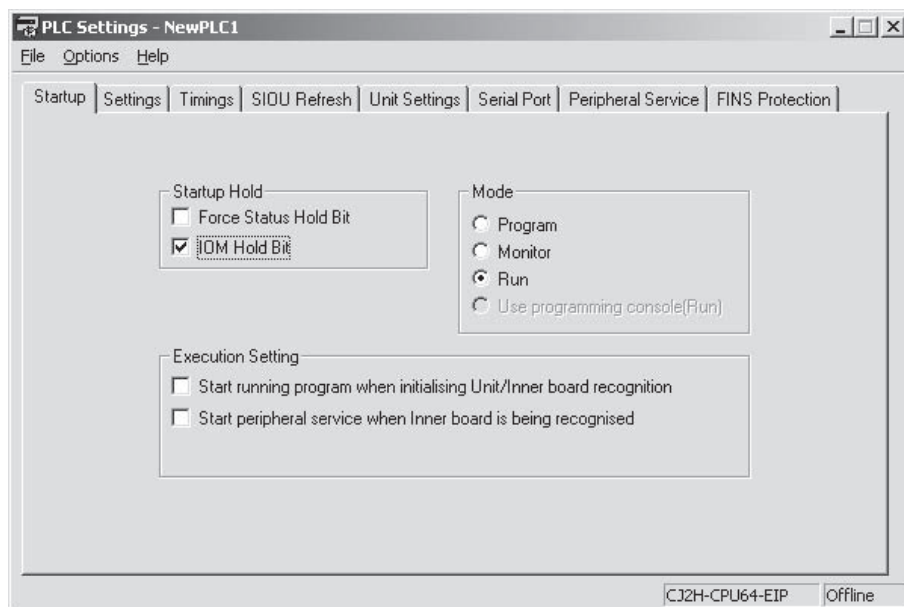 PLC Settings - NewPLC1
File Options Help
Startup Settings Timings SIOU Refresh Unit Settings Serial Port Peripheral Service FINS Protection
Startup Hold
Force Status Hold Bit
IOM Hold Bit
Mode
Program
Monitor
Run
Use programming console(Run)
Execution Setting
Start running program when initialising Unit/Inner board recognition
Start peripheral service when Inner board is being recognised
CJ2H-CPU64-EIP Offline